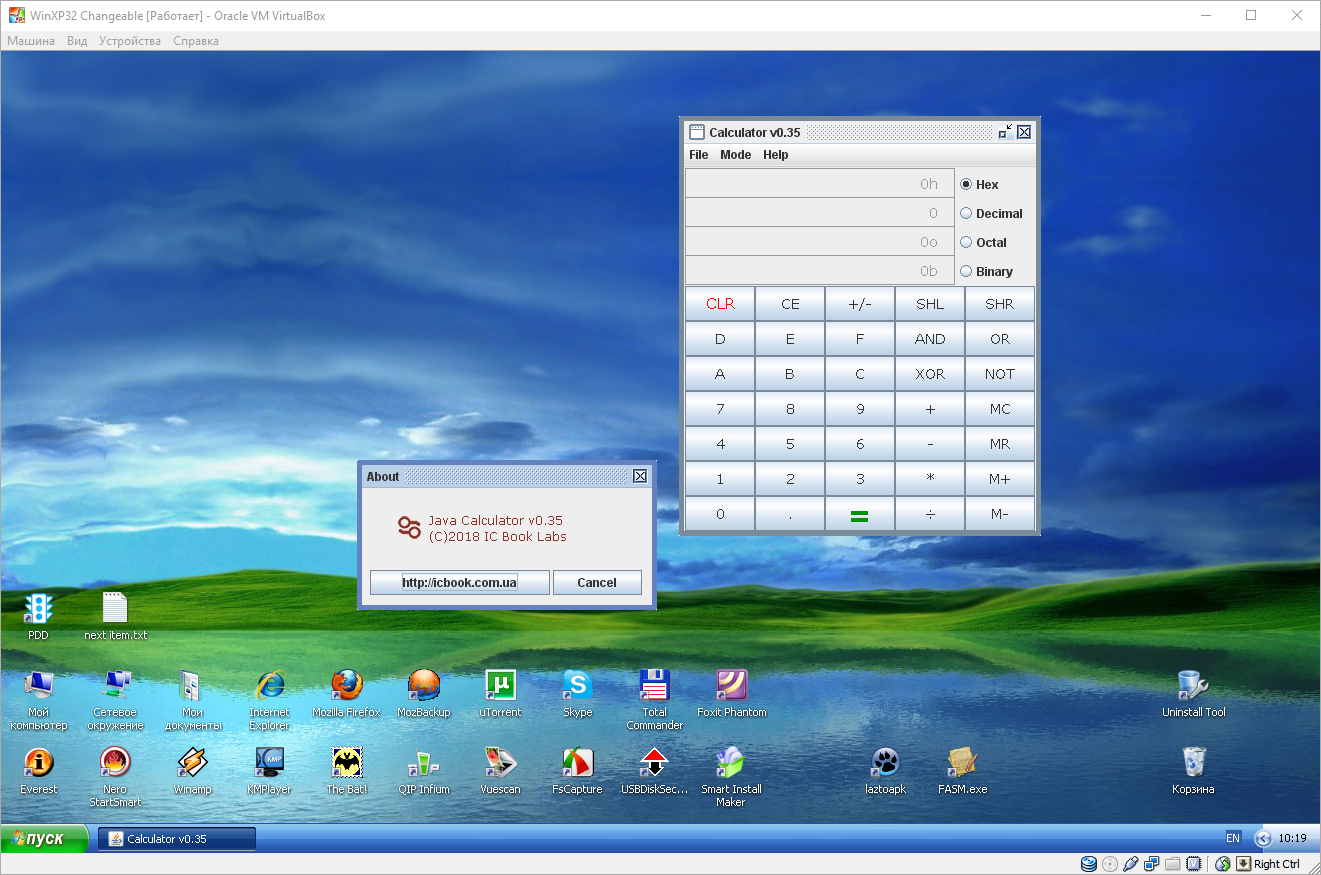 WinXP32 Changeable [Работает] - Oracle VM VirtualBox
Машина Вид Устройства Справка
Calculator v0.35
File Mode Help
0h Hex
0 Decimal
0o Octal
0b Binary
CLR CE +/- SHL SHR
D E F AND OR
A B C XOR NOT
7 8 9 + MC
4 5 6 - MR
1 2 3 * M+
0 . = ÷ M-
About
Java Calculator v0.35
(C)2018 IC Book Labs
http://icbook.com.ua Cancel
PDD next item.txt
Мой компьютер
Сетевое окружение
Мои документы
Internet Explorer
Mozilla Firefox
MozBackup
uTorrent
Skype
Total Commander
Foxit Phantom
Uninstall Tool
Everest
Nero StartSmart
Winamp
KMPlayer
The Bat!
QIP Infium
Vuescan
FsCapture
USBDiskSec...
Smart Install Maker
laztoapk
FASM.exe
Корзина
пуск Calculator v0.35 EN 10:19
Right Ctrl